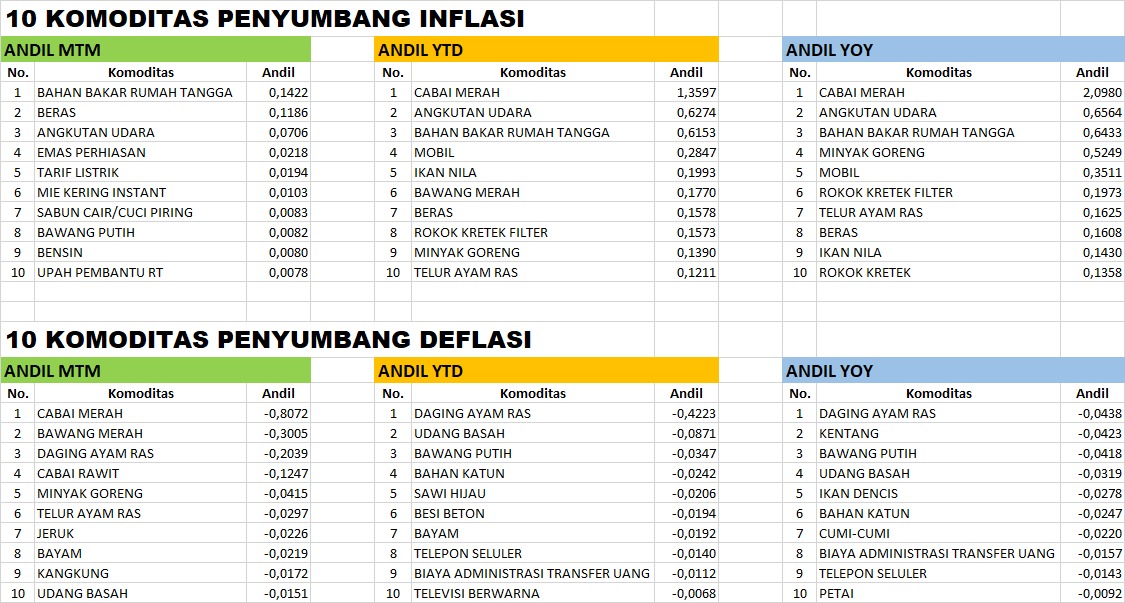 10 KOMODITAS PENYUMBANG INFLASI
ANDIL MTM ANDIL YTD ANDIL YOY
No. Komoditas Andil No. Komoditas Andil No. Komoditas Andil
1 BAHAN BAKAR RUMAH TANGGA 0,1422 1 CABAI MERAH 1,3597 1 CABAI MERAH 2,0980
2 BERAS 0,1186 2 ANGKUTAN UDARA 0,6274 2 ANGKUTAN UDARA 0,6564
3 ANGKUTAN UDARA 0,0706 3 BAHAN BAKAR RUMAH TANGGA 0,6153 3 BAHAN BAKAR RUMAH TANGGA 0,6433
4 EMAS PERHIASAN 0,0218 4 MOBIL 0,2847 4 MINYAK GORENG 0,5249
5 TARIF LISTRIK 0,0194 5 IKAN NILA 0,1993 5 MOBIL 0,3511
6 MIE KERING INSTANT 0,0103 6 BAWANG MERAH 0,1770 6 ROKOK KRETEK FILTER 0,1973
7 SABUN CAIR/CUCI PIRING 0,0083 7 BERAS 0,1578 7 TELUR AYAM RAS 0,1625
8 BAWANG PUTIH 0,0082 8 ROKOK KRETEK FILTER 0,1573 8 BERAS 0,1608
9 BENSIN 0,0080 9 MINYAK GORENG 0,1390 9 IKAN NILA 0,1430
10 UPAH PEMBANTU RT 0,0078 10 TELUR AYAM RAS 0,1211 10 ROKOK KRETEK 0,1358
10 KOMODITAS PENYUMBANG DEFLASI
ANDIL MTM ANDIL YTD ANDIL YOY
No. Komoditas Andil No. Komoditas Andil No. Komoditas Andil
1 CABAI MERAH -0,8072 1 DAGING AYAM RAS -0,4223 1 DAGING AYAM RAS -0,0438
2 BAWANG MERAH -0,3005 2 UDANG BASAH -0,0871 2 KENTANG -0,0423
3 DAGING AYAM RAS -0,2039 3 BAWANG PUTIH -0,0347 3 BAWANG PUTIH -0,0418
4 CABAI RAWIT -0,1247 4 BAHAN KATUN -0,0242 4 UDANG BASAH -0,0319
5 MINYAK GORENG -0,0415 5 SAWI HIJAU -0,0206 5 IKAN DENCIS -0,0278
6 TELUR AYAM RAS -0,0297 6 BESI BETON -0,0194 6 BAHAN KATUN -0,0247
7 JERUK -0,0226 7 BAYAM -0,0192 7 CUMI-CUMI -0,0220
8 BAYAM -0,0219 8 TELEPON SELULER -0,0140 8 BIAYA ADMINISTRASI TRANSFER UANG -0,0157
9 KANGKUNG -0,0172 9 BIAYA ADMINISTRASI TRANSFER UANG -0,0112 9 TELEPON SELULER -0,0143
10 UDANG BASAH -0,0151 10 TELEVISI BERWARNA -0,0068 10 PETAI -0,0092